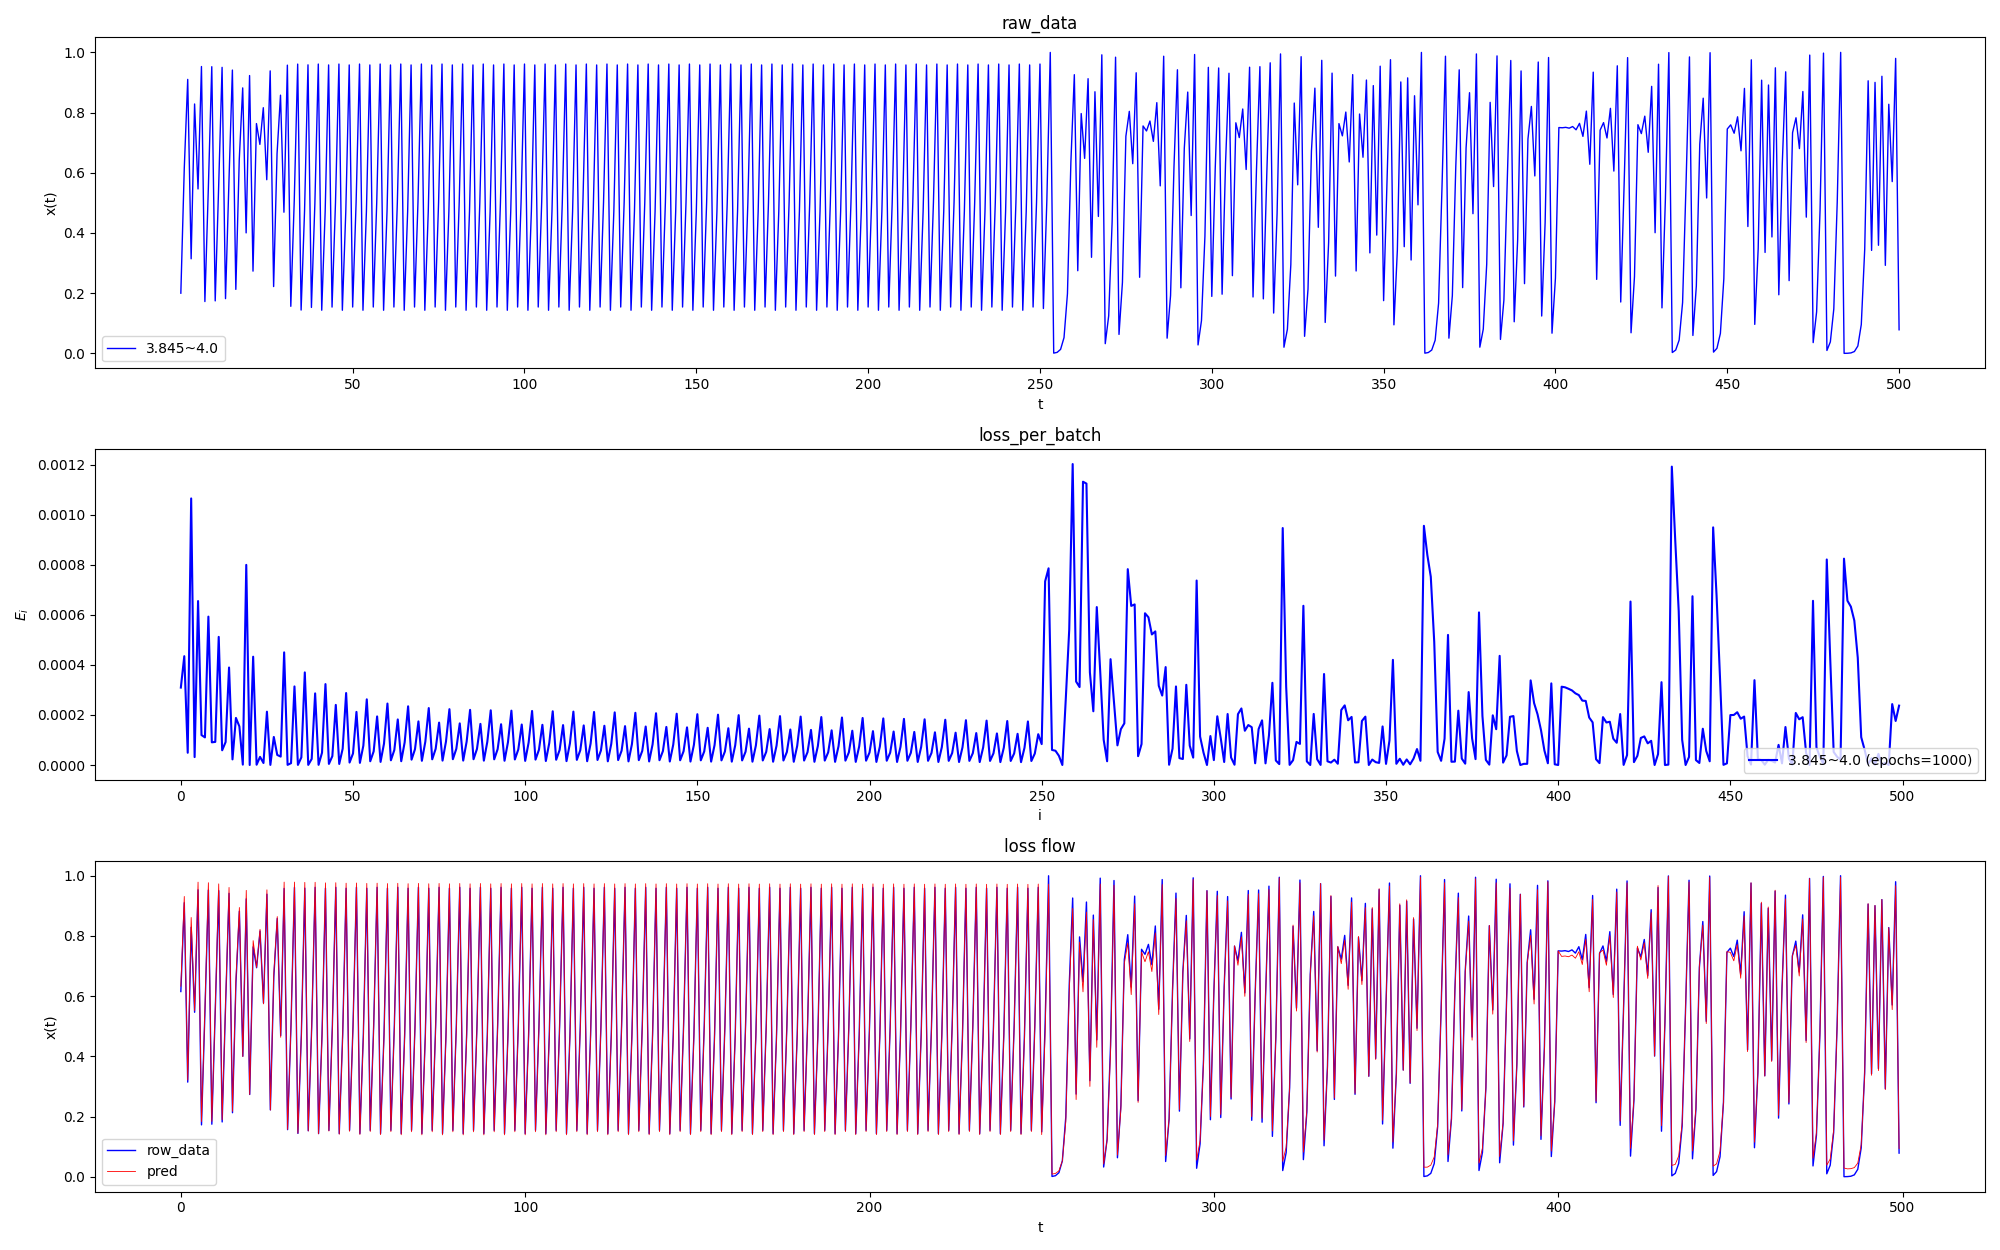 raw_data
1.0
0.8
0.6
0.4
0.2
0.0
x(t)
3.845~4.0
50 100 150 200 250 300 350 400 450 500
t
loss_per_batch
0.0012
0.0010
0.0008
0.0006
0.0004
0.0002
0.0000
E_i
3.845~4.0 (epochs=1000)
0 50 100 150 200 250 300 350 400 450 500
i
loss flow
1.0
0.8
0.6
0.4
0.2
0.0
x(t)
row_data
pred
0 100 200 300 400 500
t